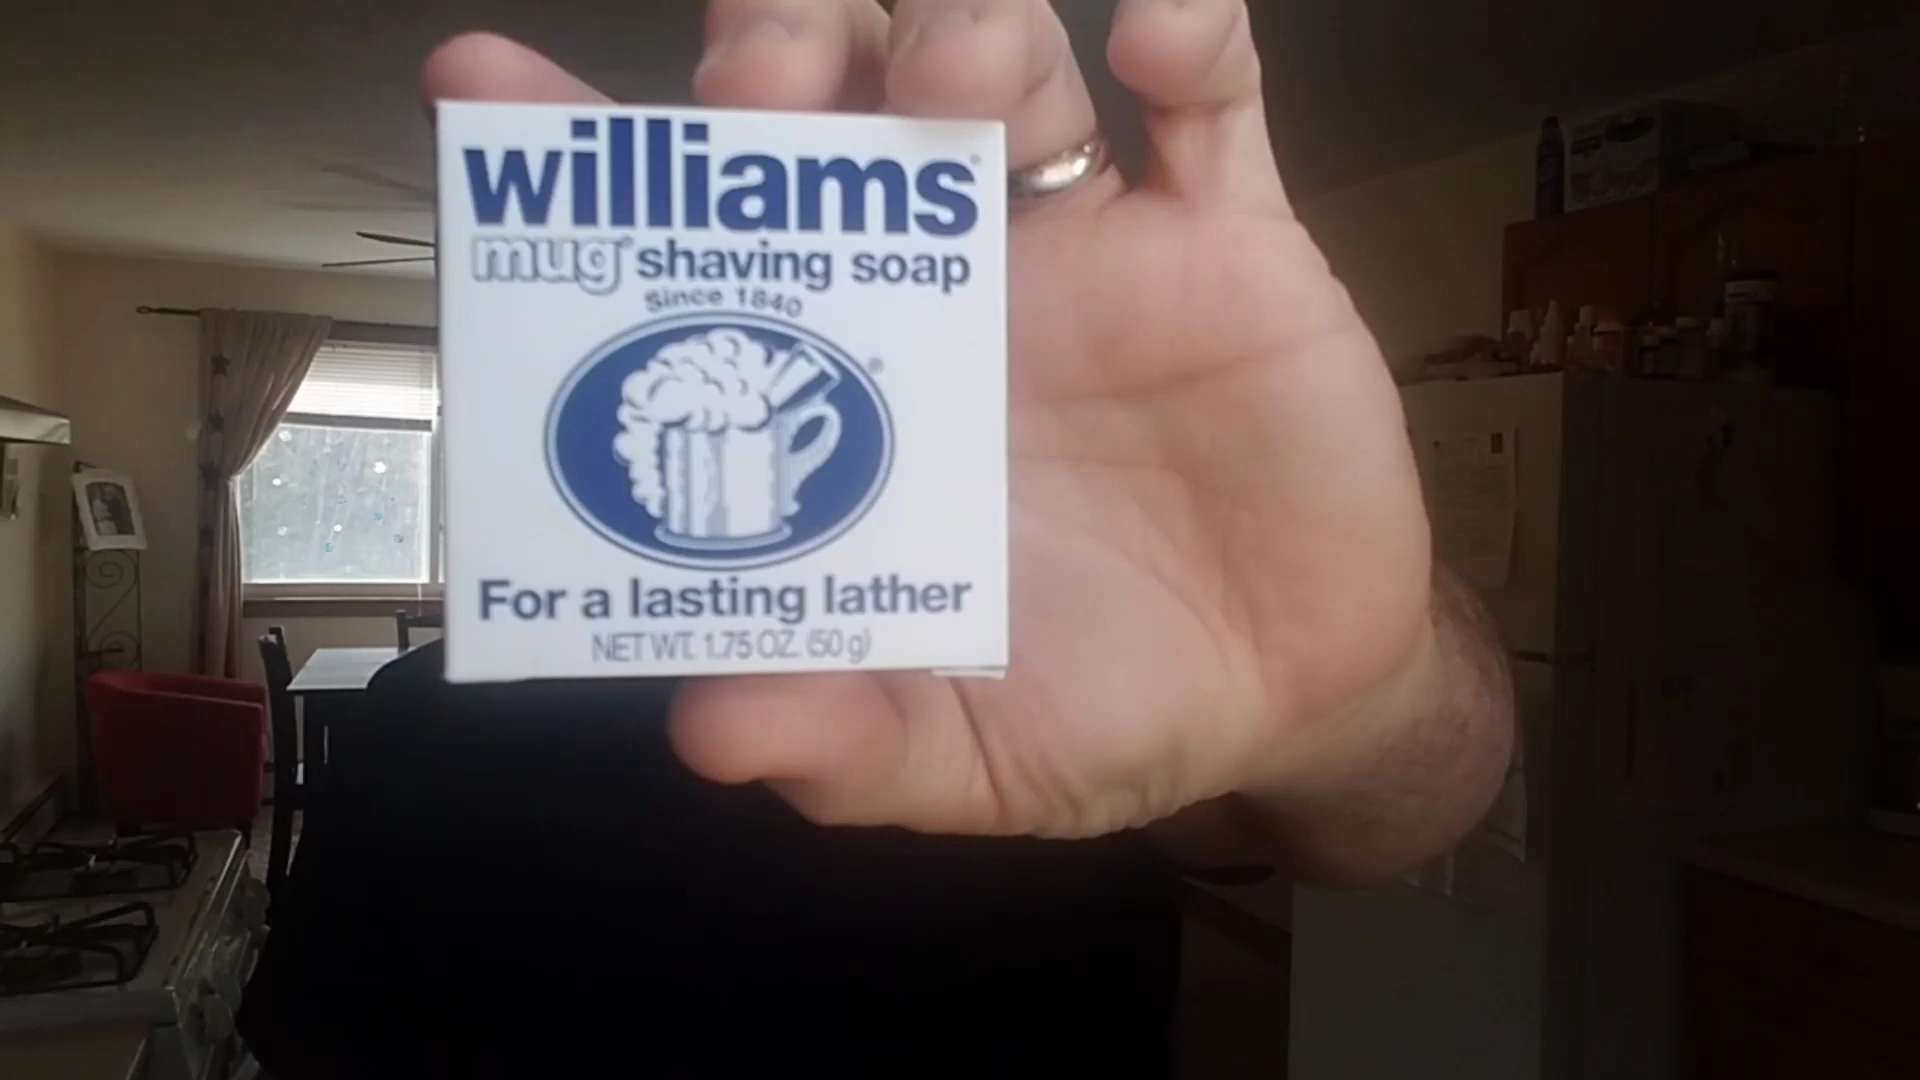 williams®
mug® shaving soap
Since 1840
®
For a lasting lather
NET WT. 1.75 OZ. (50 g)